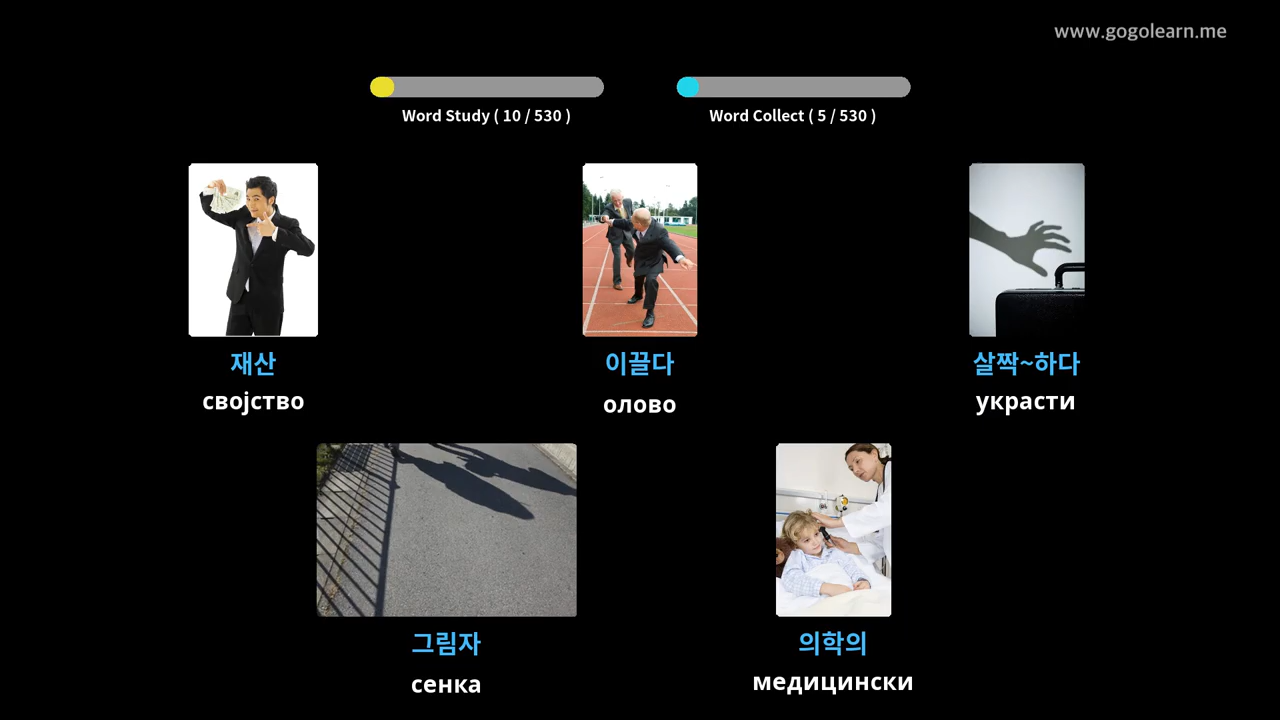 www.gogolearn.me
Word Study ( 10 / 530 )
Word Collect ( 5 / 530 )
재산
својство
이끌다
олово
살짝~하다
украсти
그림자
сенка
의학의
медицински